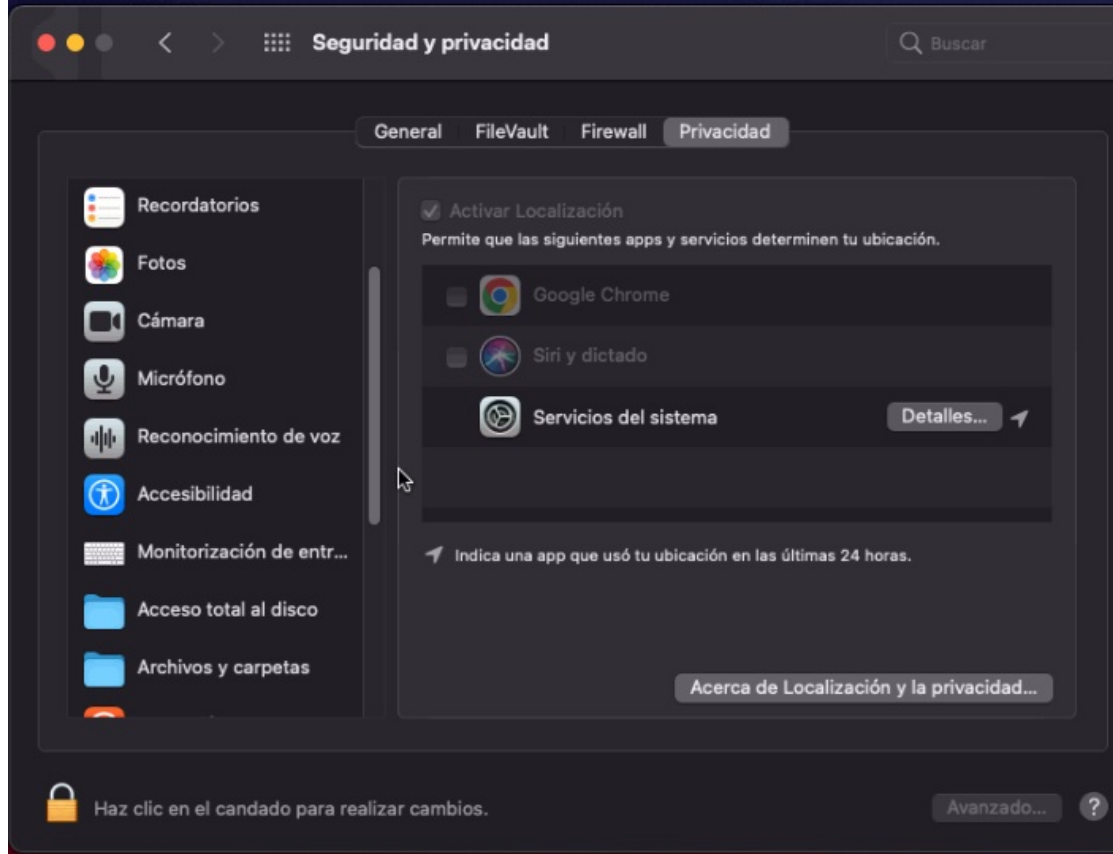 Seguridad y privacidad
Buscar
General FileVault Firewall Privacidad
Recordatorios
Fotos
Cámara
Micrófono
Reconocimiento de voz
Accesibilidad
Monitorización de entr...
Acceso total al disco
Archivos y carpetas
Activar Localización
Permite que las siguientes apps y servicios determinen tu ubicación.
Google Chrome
Siri y dictado
Servicios del sistema Detalles...
Indica una app que usó tu ubicación en las últimas 24 horas.
Acerca de Localización y la privacidad...
Haz clic en el candado para realizar cambios.
Avanzado... ?